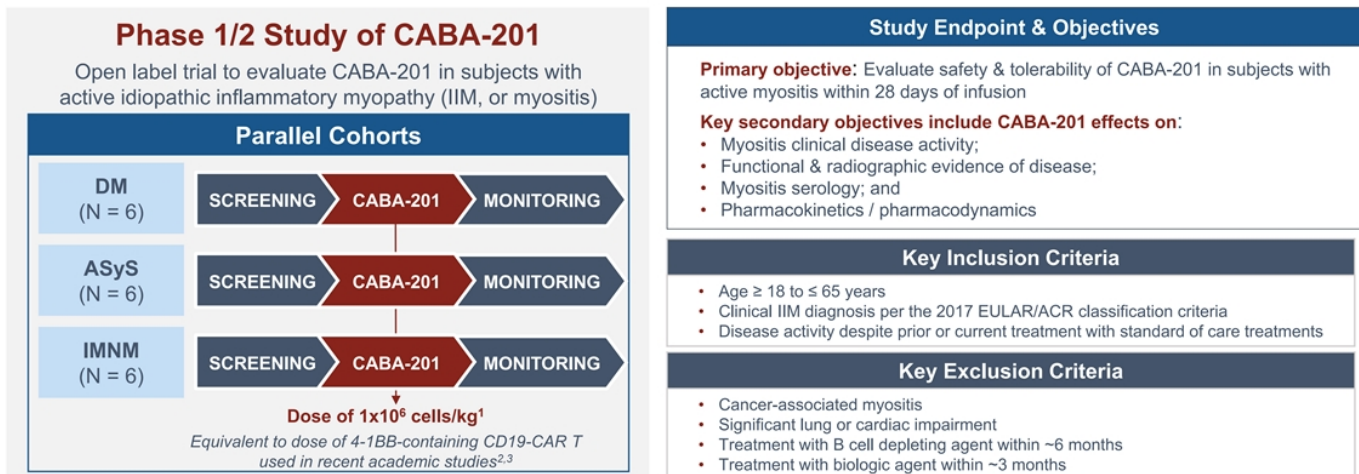 Phase 1/2 Study of CABA-201
Open label trial to evaluate CABA-201 in subjects with
active idiopathic inflammatory myopathy (IIM, or myositis)
Parallel Cohorts
DM
(N = 6)
SCREENING CABA-201 MONITORING
ASyS
(N = 6)
SCREENING CABA-201 MONITORING
IMNM
(N = 6)
SCREENING CABA-201 MONITORING
Dose of 1x10⁶ cells/kg¹
Equivalent to dose of 4-1BB-containing CD19-CAR T
used in recent academic studies²,³
Study Endpoint & Objectives
Primary objective: Evaluate safety & tolerability of CABA-201 in subjects with
active myositis within 28 days of infusion
Key secondary objectives include CABA-201 effects on:
• Myositis clinical disease activity;
• Functional & radiographic evidence of disease;
• Myositis serology; and
• Pharmacokinetics / pharmacodynamics
Key Inclusion Criteria
• Age ≥ 18 to ≤ 65 years
• Clinical IIM diagnosis per the 2017 EULAR/ACR classification criteria
• Disease activity despite prior or current treatment with standard of care treatments
Key Exclusion Criteria
• Cancer-associated myositis
• Significant lung or cardiac impairment
• Treatment with B cell depleting agent within ~6 months
• Treatment with biologic agent within ~3 months